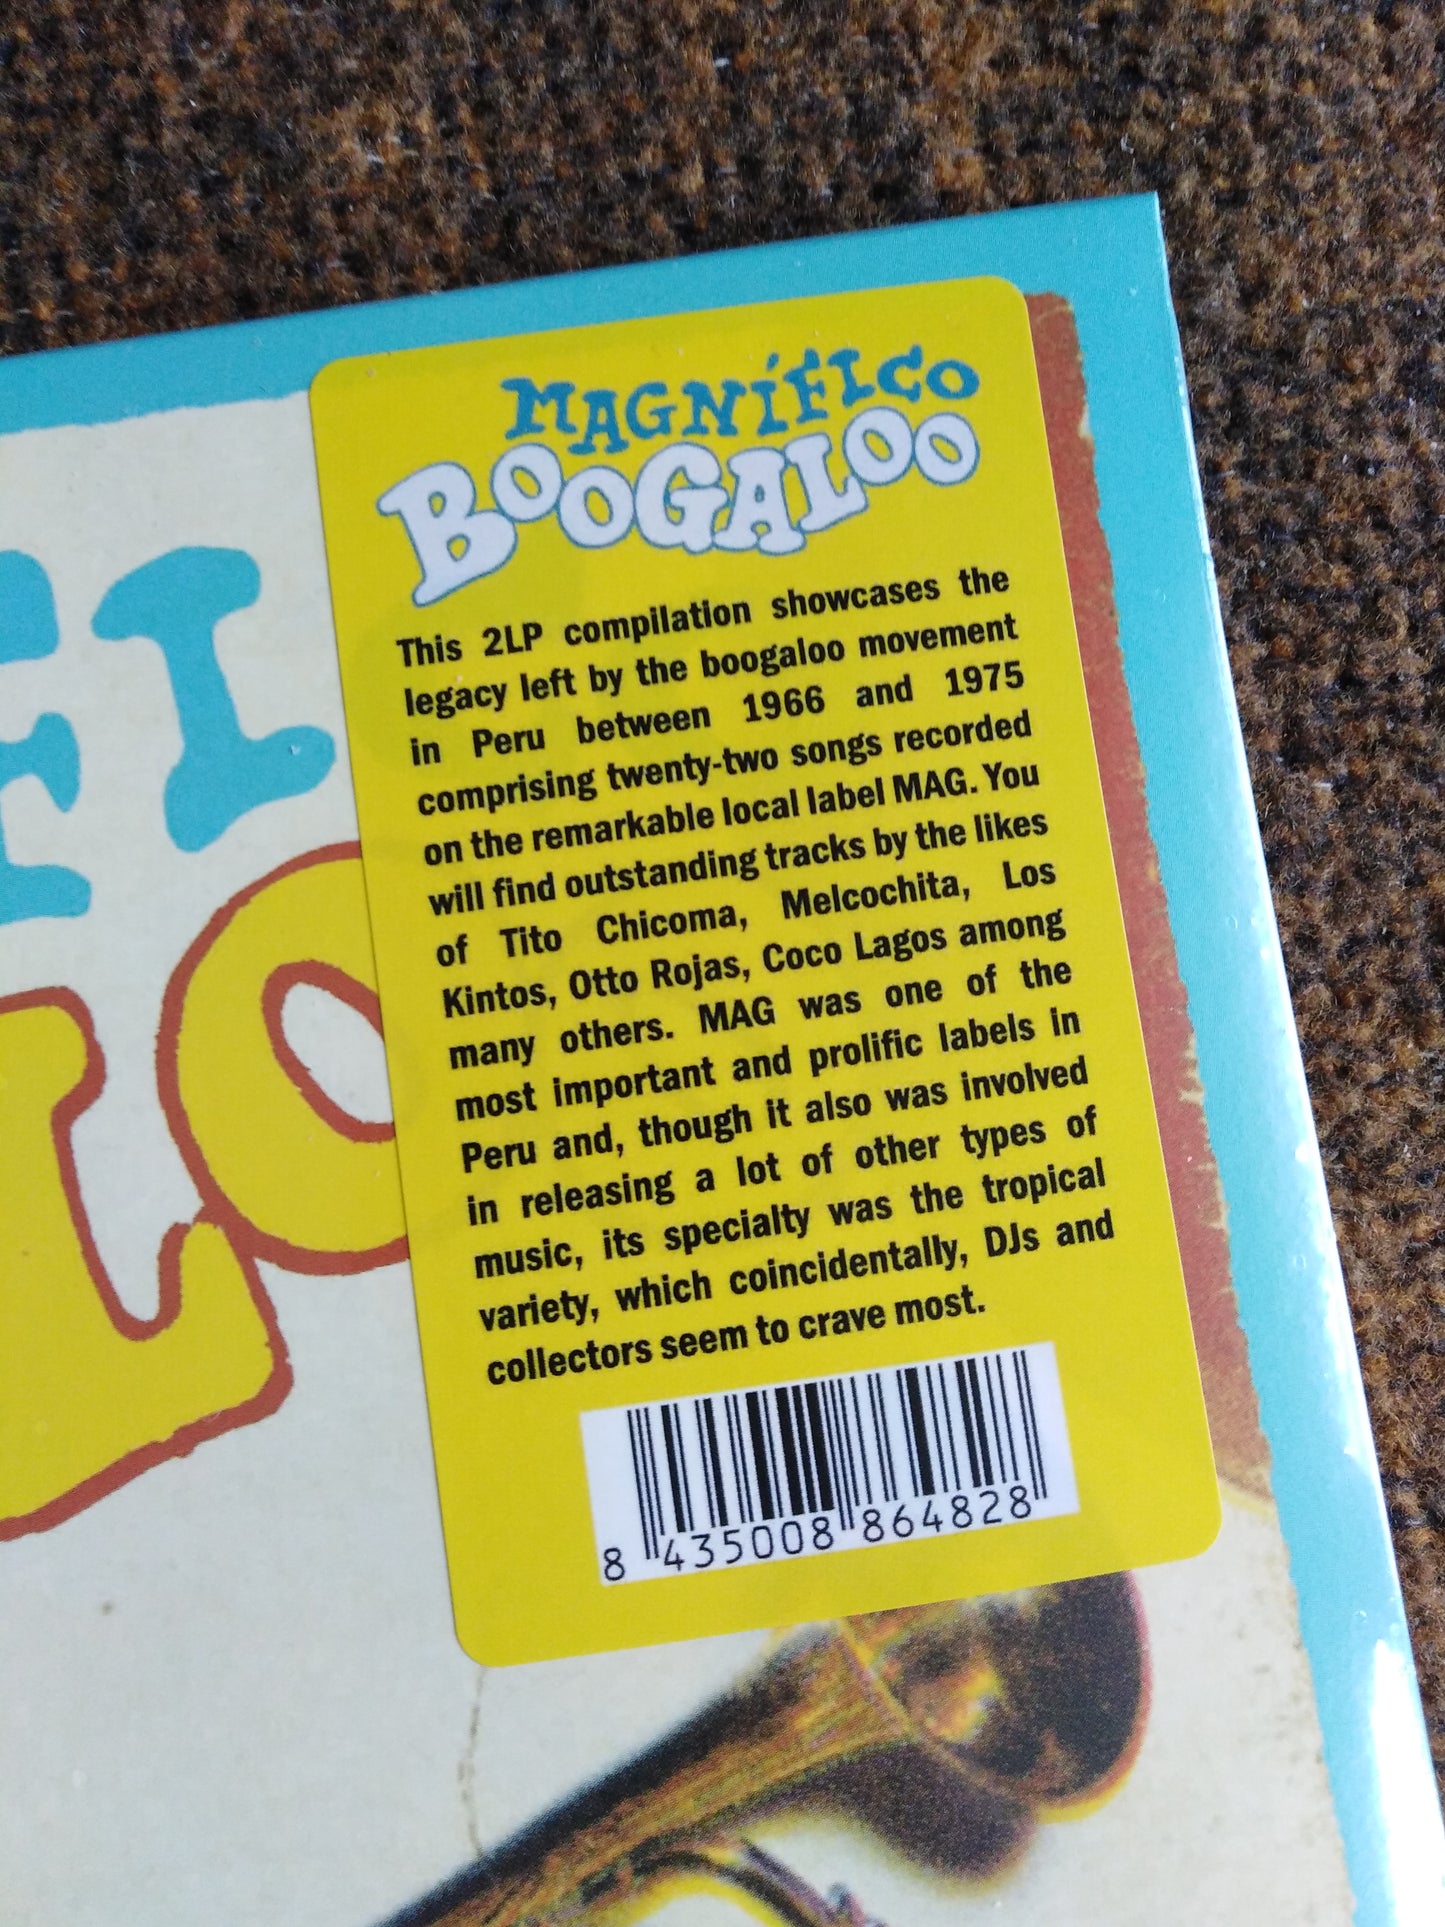 MAGNÍFICO
BOOGALOO
This 2LP compilation showcases the
legacy left by the boogaloo movement
in Peru between 1966 and 1975
comprising twenty-two songs recorded
on the remarkable local label MAG. You
will find outstanding tracks by the likes
of Tito Chicoma, Melcochita, Los
Kintos, Otto Rojas, Coco Lagos among
many others. MAG was one of the
most important and prolific labels in
Peru and, though it also was involved
in releasing a lot of other types of
music, its specialty was the tropical
variety, which coincidentally, DJs and
collectors seem to crave most.
8 435008 864828
FI
LO